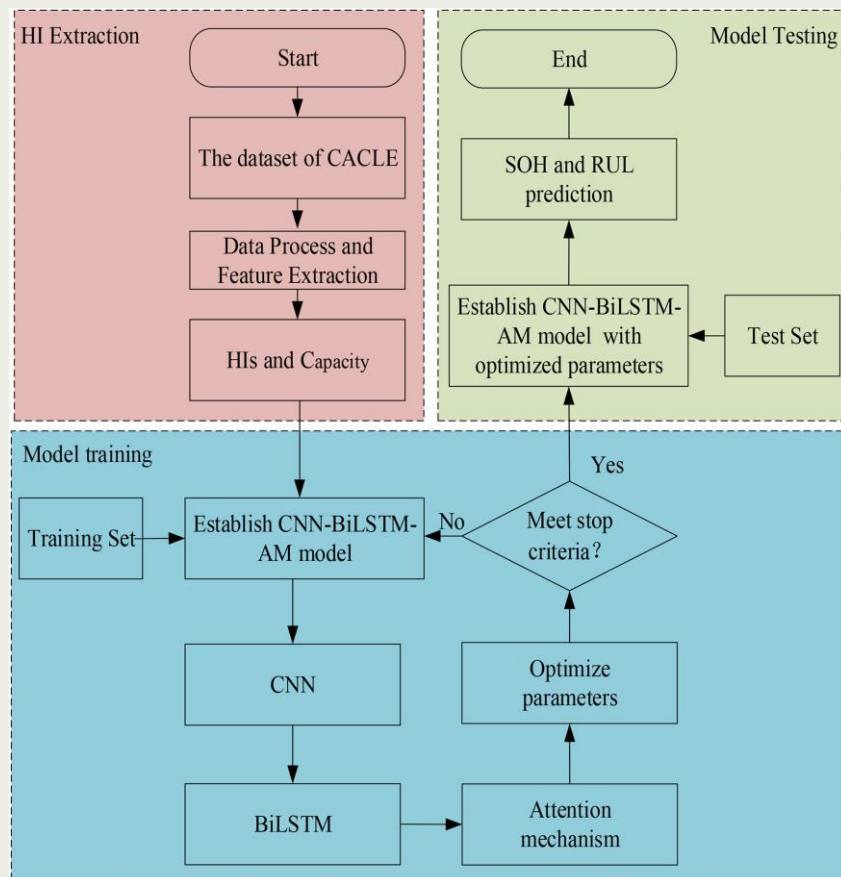 HI Extraction
Start
The dataset of CACLE
Data Process and
Feature Extraction
HIs and Capacity
Model Testing
End
SOH and RUL
prediction
Establish CNN-BiLSTM-
AM model with
optimized parameters
Test Set
Model training
Training Set
Establish CNN-BiLSTM-
AM model
No
Yes
Meet stop
criteria?
CNN
Optimize
parameters
BiLSTM
Attention
mechanism